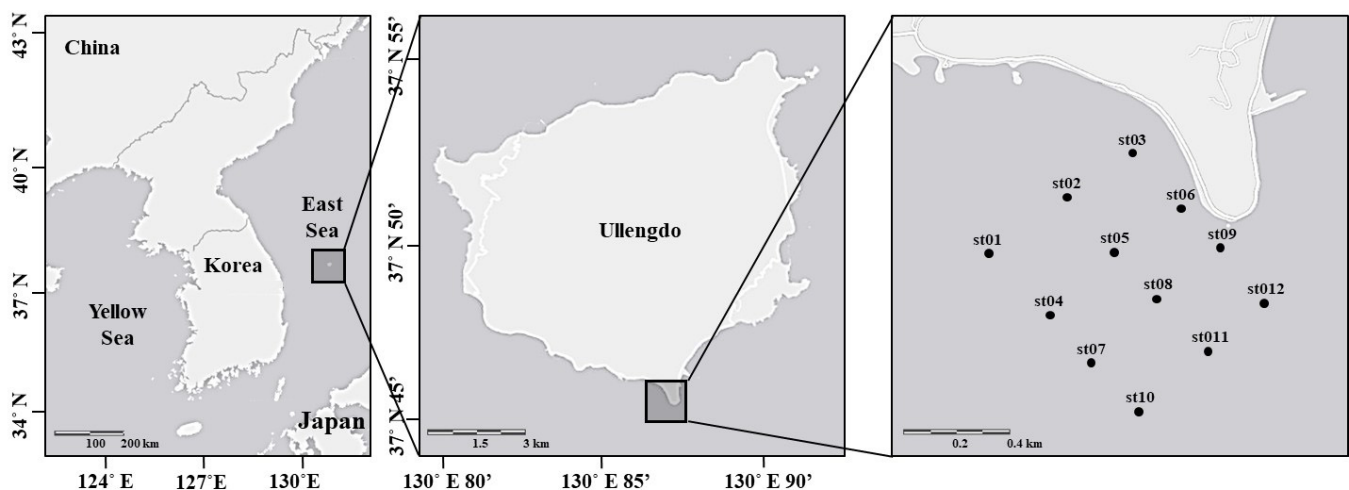 43° N
40° N
37° N
34° N
China
East
Sea
Korea
Yellow
Sea
Japan
100 200 km
124° E 127°E 130°E
37° N 55'
37° N 50'
37° N 45'
Ullengdo
1.5 3 km
130° E 80' 130° E 85' 130° E 90'
st03
st02
st06
st01
st05
st09
st08
st012
st04
st011
st07
st10
0.2 0.4 km